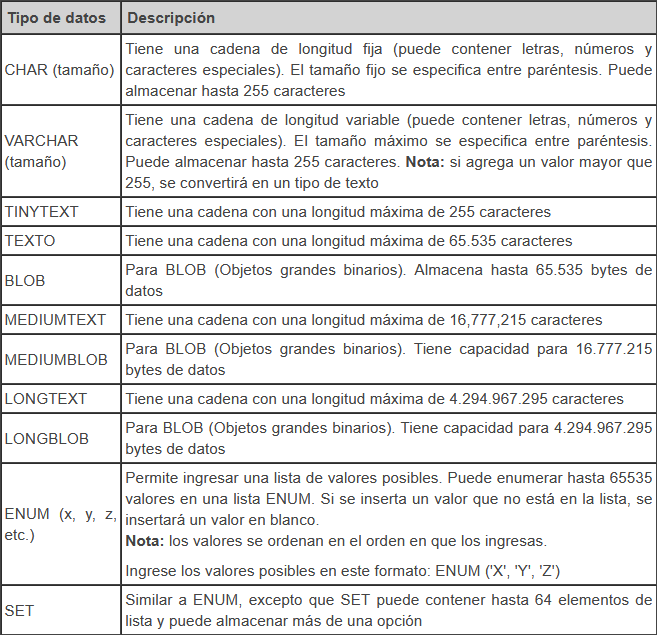 Tipo de datos Descripción
CHAR (tamaño)
Tiene una cadena de longitud fija (puede contener letras, números y
caracteres especiales). El tamaño fijo se especifica entre paréntesis. Puede
almacenar hasta 255 caracteres
VARCHAR
(tamaño)
Tiene una cadena de longitud variable (puede contener letras, números y
caracteres especiales). El tamaño máximo se especifica entre paréntesis.
Puede almacenar hasta 255 caracteres. Nota: si agrega un valor mayor que
255, se convertirá en un tipo de texto
TINYTEXT Tiene una cadena con una longitud máxima de 255 caracteres
TEXTO Tiene una cadena con una longitud máxima de 65.535 caracteres
BLOB
Para BLOB (Objetos grandes binarios). Almacena hasta 65.535 bytes de
datos
MEDIUMTEXT Tiene una cadena con una longitud máxima de 16,777,215 caracteres
MEDIUMBLOB
Para BLOB (Objetos grandes binarios). Tiene capacidad para 16.777.215
bytes de datos
LONGTEXT Tiene una cadena con una longitud máxima de 4.294.967.295 caracteres
LONGBLOB
Para BLOB (Objetos grandes binarios). Tiene capacidad para 4.294.967.295
bytes de datos
ENUM (x, y, z,
etc.)
Permite ingresar una lista de valores posibles. Puede enumerar hasta 65535
valores en una lista ENUM. Si se inserta un valor que no está en la lista, se
insertará un valor en blanco.
Nota: los valores se ordenan en el orden en que los ingresas.
Ingrese los valores posibles en este formato: ENUM ('X', 'Y', 'Z')
SET
Similar a ENUM, excepto que SET puede contener hasta 64 elementos de
lista y puede almacenar más de una opción